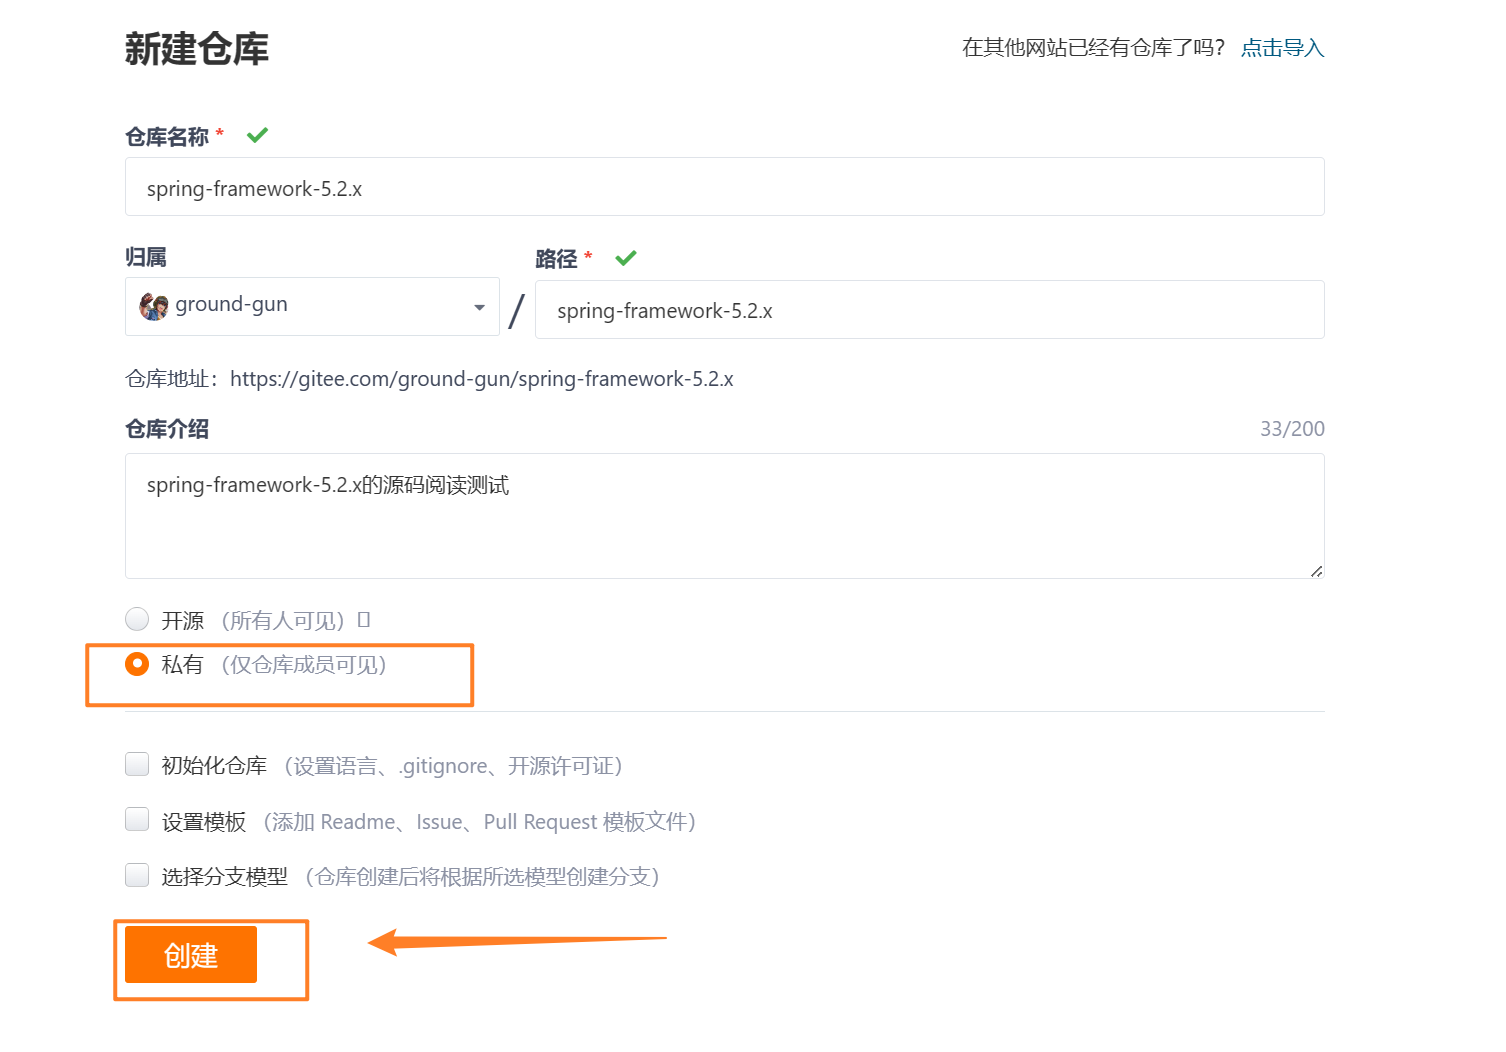 新建仓库
在其他网站已经有仓库了吗? 点击导入
仓库名称 *
spring-framework-5.2.x
归属
路径 *
ground-gun
/
spring-framework-5.2.x
仓库地址：https://gitee.com/ground-gun/spring-framework-5.2.x
仓库介绍
33/200
spring-framework-5.2.x的源码阅读测试
开源 （所有人可见）
私有 （仅仓库成员可见）
初始化仓库 （设置语言、.gitignore、开源许可证）
设置模板 （添加 Readme、Issue、Pull Request 模板文件）
选择分支模型 （仓库创建后将根据所选模型创建分支）
创建